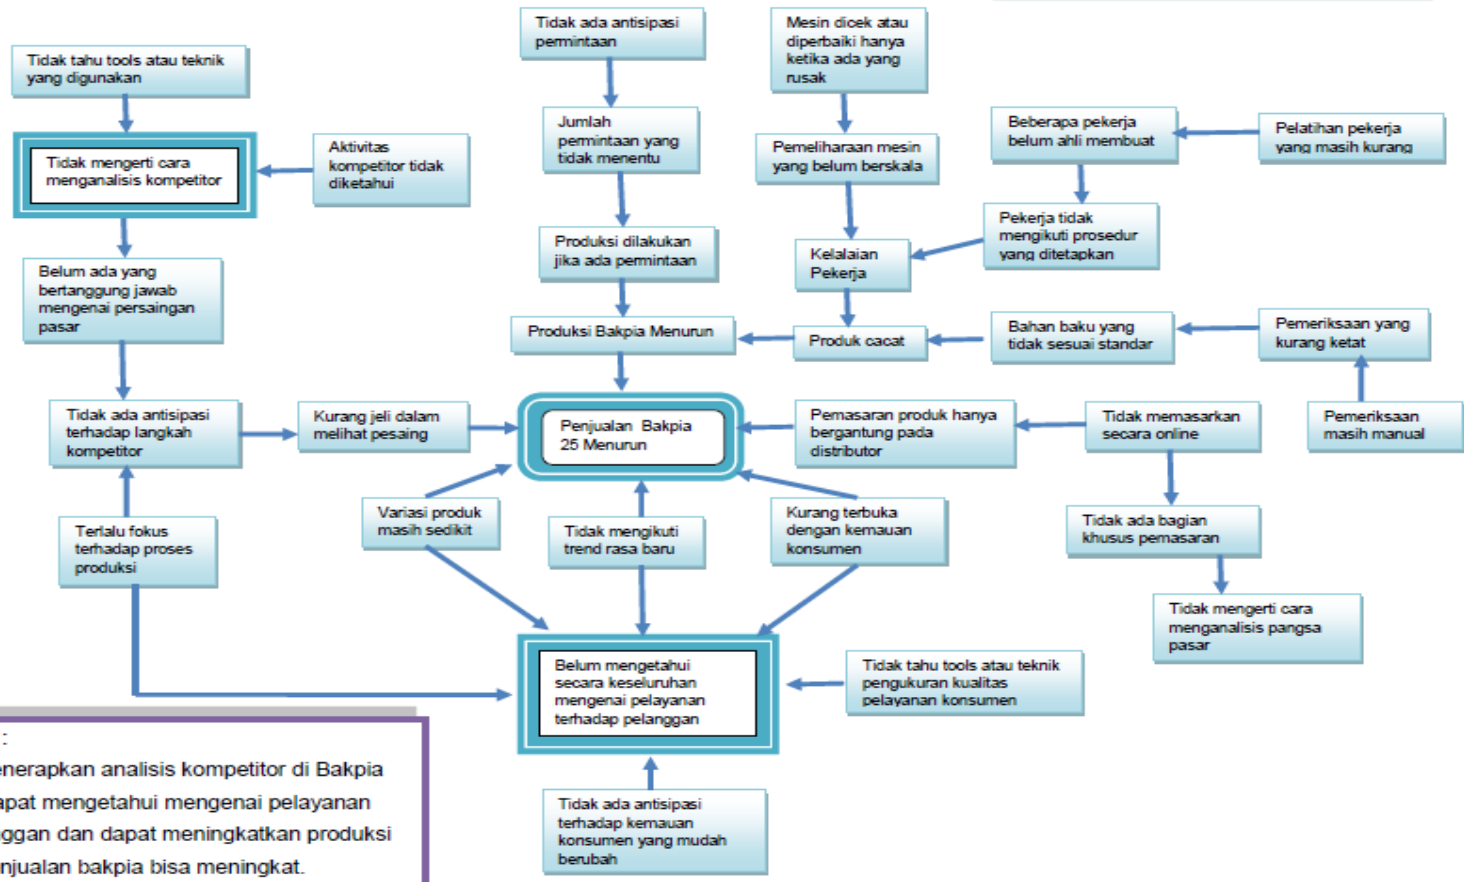 Tidak ada antisipasi
permintaan
Mesin dicek atau
diperbaiki hanya
ketika ada yang
rusak
Tidak tahu tools atau teknik
yang digunakan
Jumlah
permintaan yang
tidak menentu
Beberapa pekerja
belum ahli membuat
Pelatihan pekerja
yang masih kurang
Tidak mengerti cara
menganalisis kompetitor
Aktivitas
kompetitor tidak
diketahui
Pemeliharaan mesin
yang belum berskala
Pekerja tidak
mengikuti prosedur
yang ditetapkan
Produksi dilakukan
jika ada permintaan
Kelalaian
Pekerja
Belum ada yang
bertanggung jawab
mengenai persaingan
pasar
Produksi Bakpia Menurun
Produk cacat
Bahan baku yang
tidak sesuai standar
Pemeriksaan yang
kurang ketat
Tidak ada antisipasi
terhadap langkah
kompetitor
Kurang jeli dalam
melihat pesaing
Penjualan Bakpia
25 Menurun
Pemasaran produk hanya
bergantung pada
distributor
Tidak memasarkan
secara online
Pemeriksaan
masih manual
Terlalu fokus
terhadap proses
produksi
Variasi produk
masih sedikit
Tidak mengikuti
trend rasa baru
Kurang terbuka
dengan kemauan
konsumen
Tidak ada bagian
khusus pemasaran
Tidak mengerti cara
menganalisis pangsa
pasar
Belum mengetahui
secara keseluruhan
mengenai pelayanan
terhadap pelanggan
Tidak tahu tools atau teknik
pengukuran kualitas
pelayanan konsumen
Tidak ada antisipasi
terhadap kemauan
konsumen yang mudah
berubah
:
enerapkan analisis kompetitor di Bakpia
apat mengetahui mengenai pelayanan
nggan dan dapat meningkatkan produksi
njualan bakpia bisa meningkat.